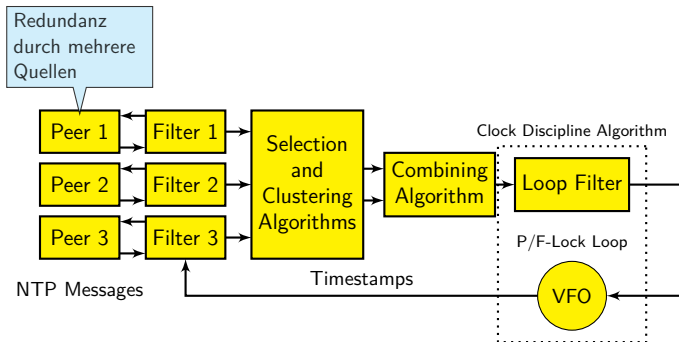 Redundanz
durch mehrere
Quellen
Peer 1
Filter 1
Peer 2
Filter 2
Peer 3
Filter 3
NTP Messages
Selection
and
Clustering
Algorithms
Combining
Algorithm
Clock Discipline Algorithm
Loop Filter
P/F-Lock Loop
VFO
Timestamps